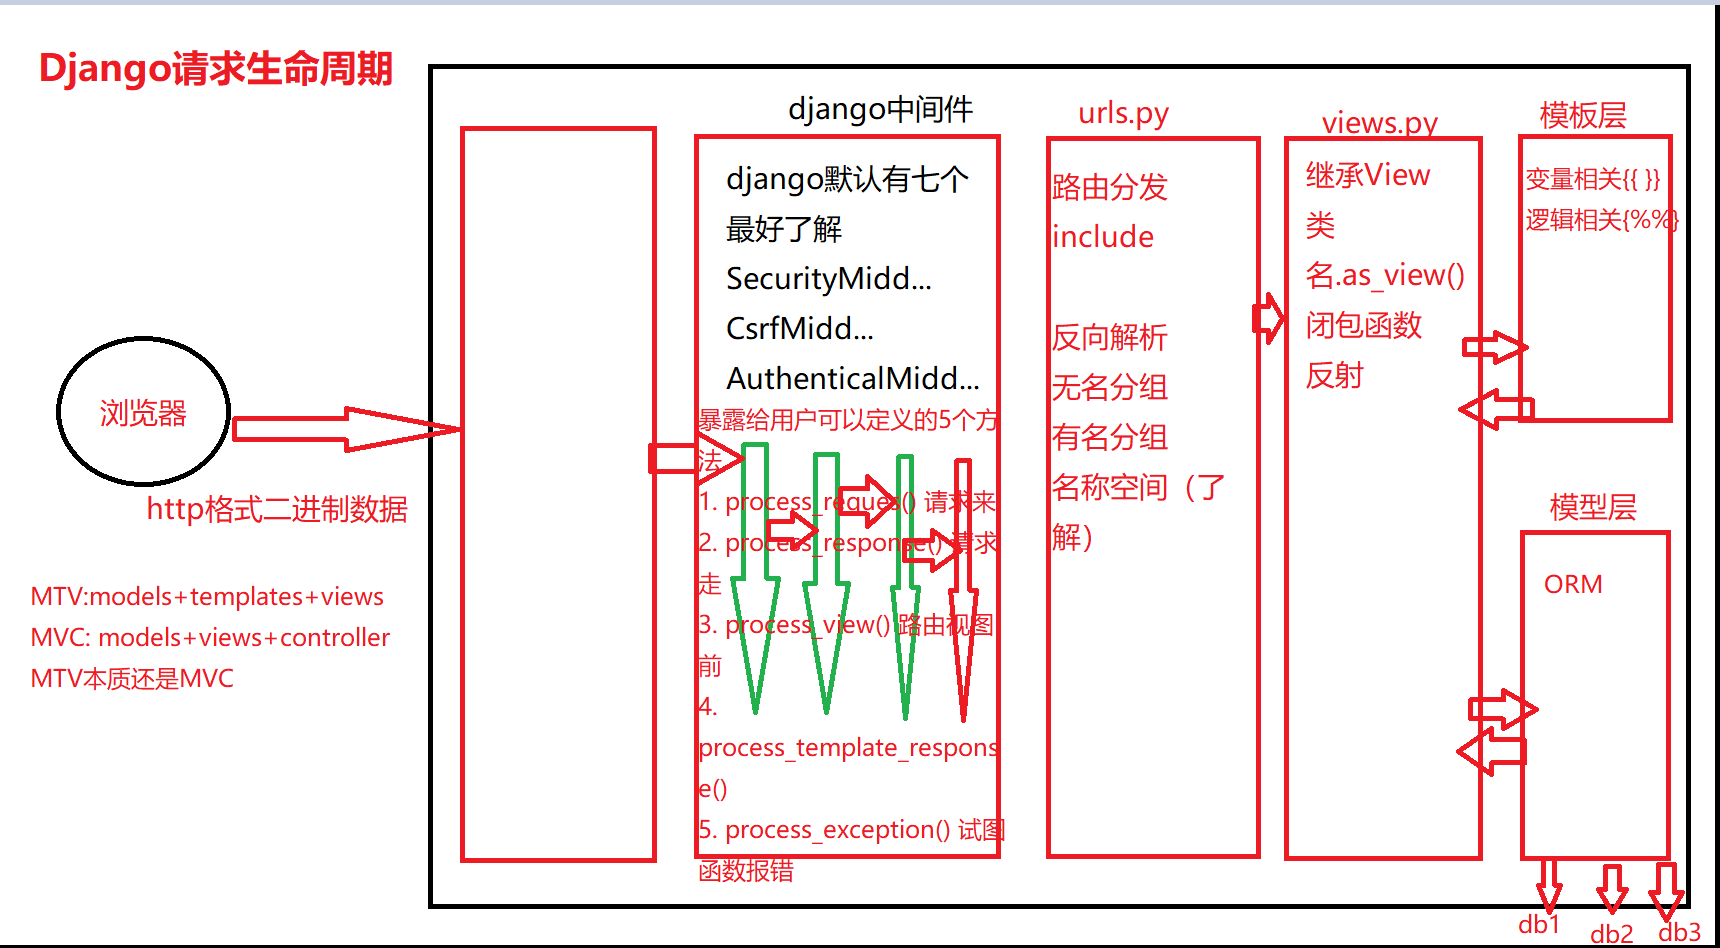 Django请求生命周期
浏览器
http格式二进制数据
MTV:models+templates+views
MVC: models+views+controller
MTV本质还是MVC
django中间件
django默认有七个
最好了解
SecurityMidd...
CsrfMidd...
AuthenticalMidd...
暴露给用户可以定义的5个方
法
1. process_reques() 请求来
2. process_response() 请求
走
3. process_view() 路由视图
前
4.
process_template_respons
e()
5. process_exception() 试图
函数报错
urls.py
路由分发
include
反向解析
无名分组
有名分组
名称空间（了
解）
views.py
继承View
类
名.as_view()
闭包函数
反射
模板层
变量相关{{ }}
逻辑相关{%%}
模型层
ORM
db1
db2
db3